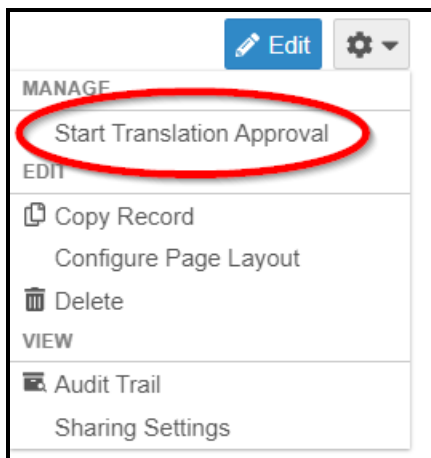 Edit
MANAGE
Start Translation Approval
EDIT
Copy Record
Configure Page Layout
Delete
VIEW
Audit Trail
Sharing Settings